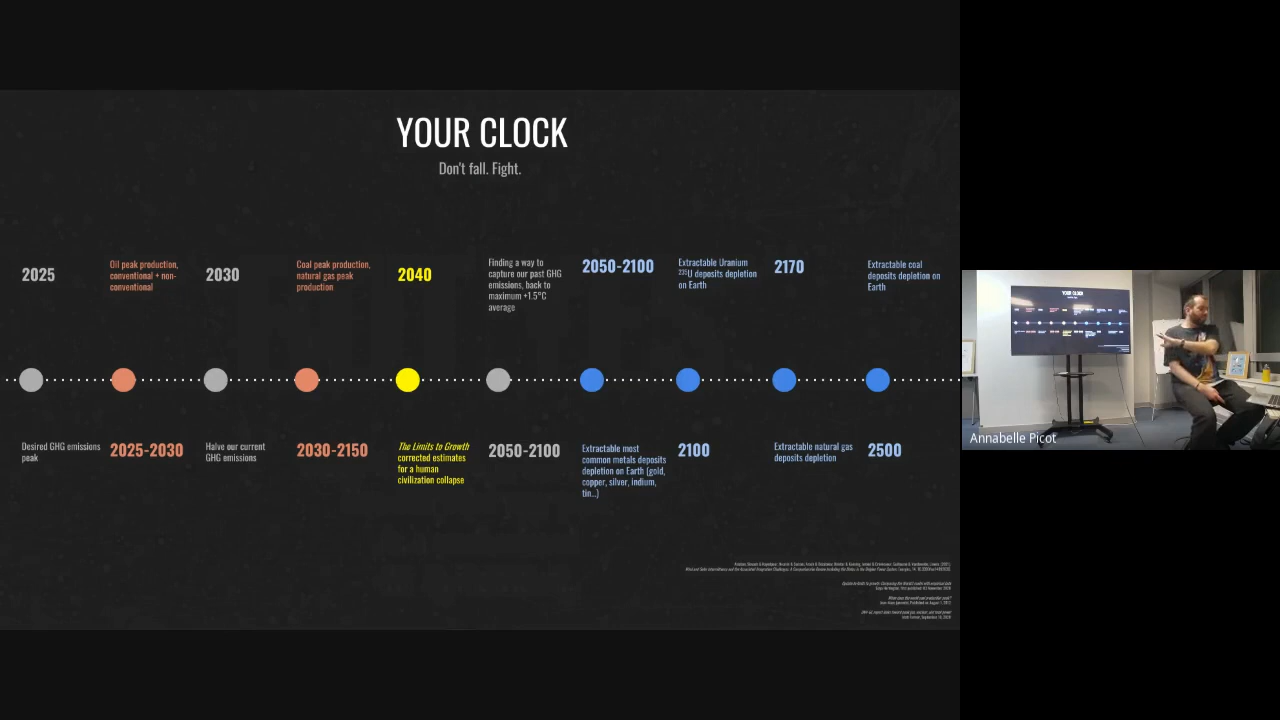 YOUR CLOCK
Don't fall. Fight.
2025
Desired GHG emissions
peak
Oil peak production,
conventional + non-
conventional
2025-2030
2030
Halve our current
GHG emissions
Coal peak production,
natural gas peak
production
2030-2150
2040
The Limits to Growth
corrected estimates
for a human
civilization collapse
Finding a way to
capture our past GHG
emissions, back to
maximum +1.5°C
average
2050-2100
2050-2100
Extractable most
common metals deposits
depletion on Earth (gold,
copper, silver, indium,
tin...)
Extractable Uranium
²³⁵U deposits depletion
on Earth
2100
2170
Extractable natural gas
deposits depletion
Extractable coal
deposits depletion on
Earth
2500
Annabelle Picot